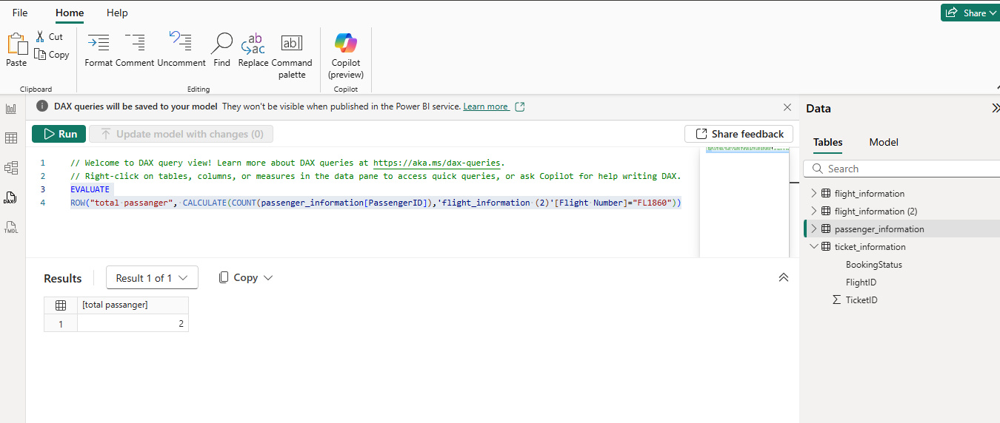 File Home Help
Share
Paste
Cut
Copy
Clipboard
Format Comment Uncomment Find Replace Command palette
Editing
Copilot (preview)
Copilot
DAX queries will be saved to your model They won't be visible when published in the Power BI service. Learn more
Run Update model with changes (0) Share feedback
1 // Welcome to DAX query view! Learn more about DAX queries at https://aka.ms/dax-queries.
2 // Right-click on tables, columns, or measures in the data pane to access quick queries, or ask Copilot for help writing DAX.
3 EVALUATE
4 ROW("total passanger", CALCULATE(COUNT(passenger_information[PassengerID]),'flight_information (2)'[Flight Number]="FL1860"))
Results Result 1 of 1 Copy
[total passanger]
1 2
Data
Tables Model
Search
flight_information
flight_information (2)
passenger_information
ticket_information
BookingStatus
FlightID
TicketID